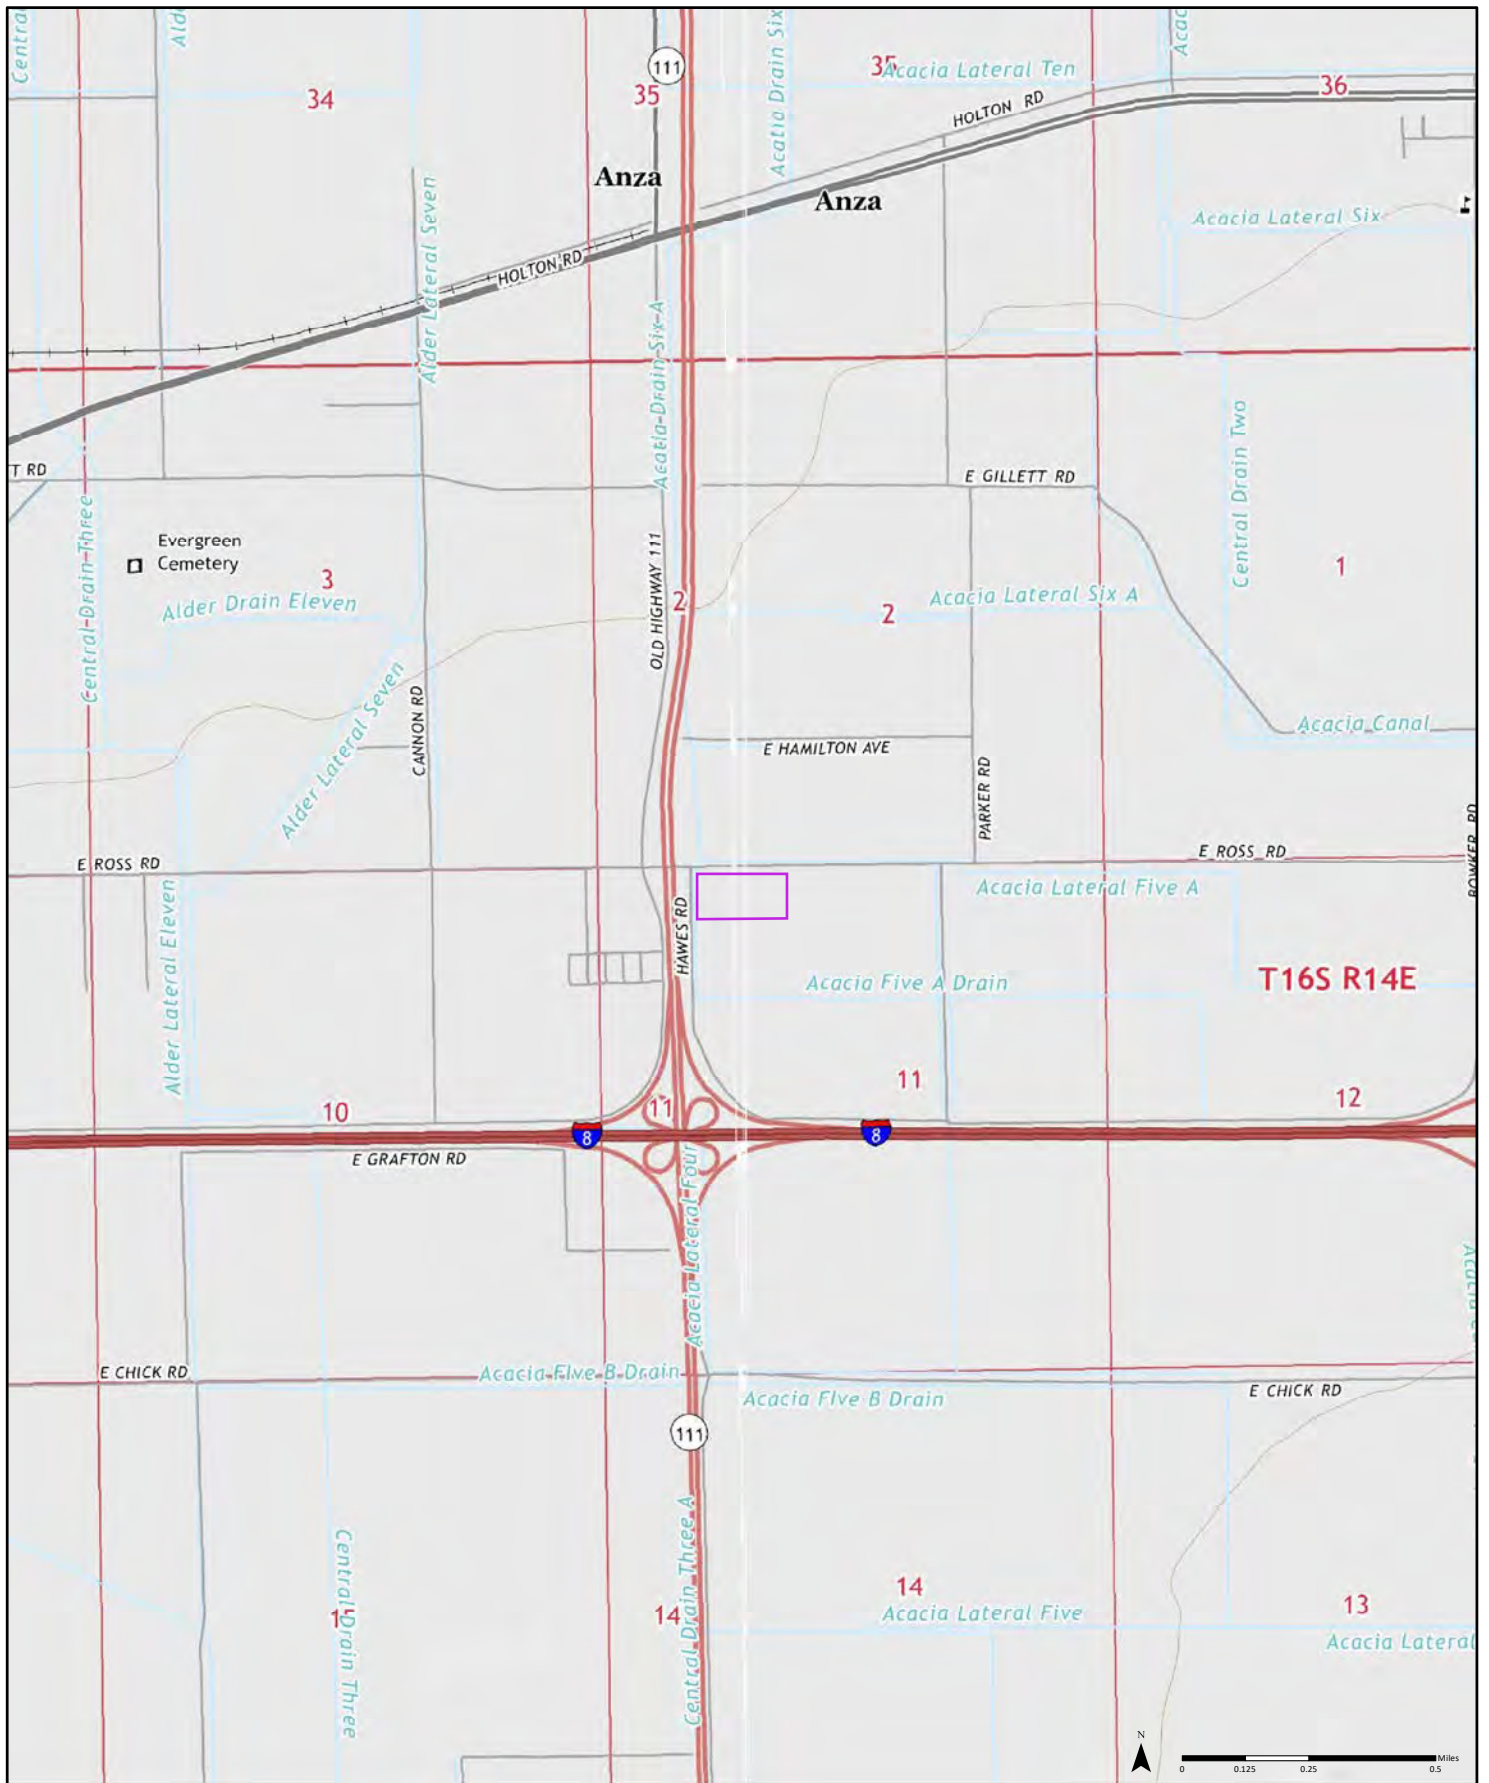 Central
Acatia Drain Six
111
35
Acacia Lateral Ten
34
35
36
HOLTON RD
Anza
Anza
Alder Lateral Seven
Acacia Lateral Six
HOLTON RD
Acatia Drain Six A
Central Drain Two
T RD
E GILLETT RD
Central Drain Three
Evergreen
Cemetery
OLD HIGHWAY 111
1
3
Alder Drain Eleven
2
2
Acacia Lateral Six A
Alder Lateral Seven
CANNON RD
Acacia Canal
E HAMILTON AVE
PARKER RD
BOWKER RD
E ROSS RD
E ROSS RD
Alder Lateral Eleven
HAWES RD
Acacia Lateral Five A
Acacia Five A Drain
T16S R14E
10
11
11
12
8
8
E GRAFTON RD
Acacia Lateral Four
E CHICK RD
Acacia Five B Drain
Acacia Five B Drain
E CHICK RD
111
Central Drain Three
Central Drain Three A
14
14
Acacia Lateral Five
13
Acacia Lateral
N
Miles
0
0.125
0.25
0.5